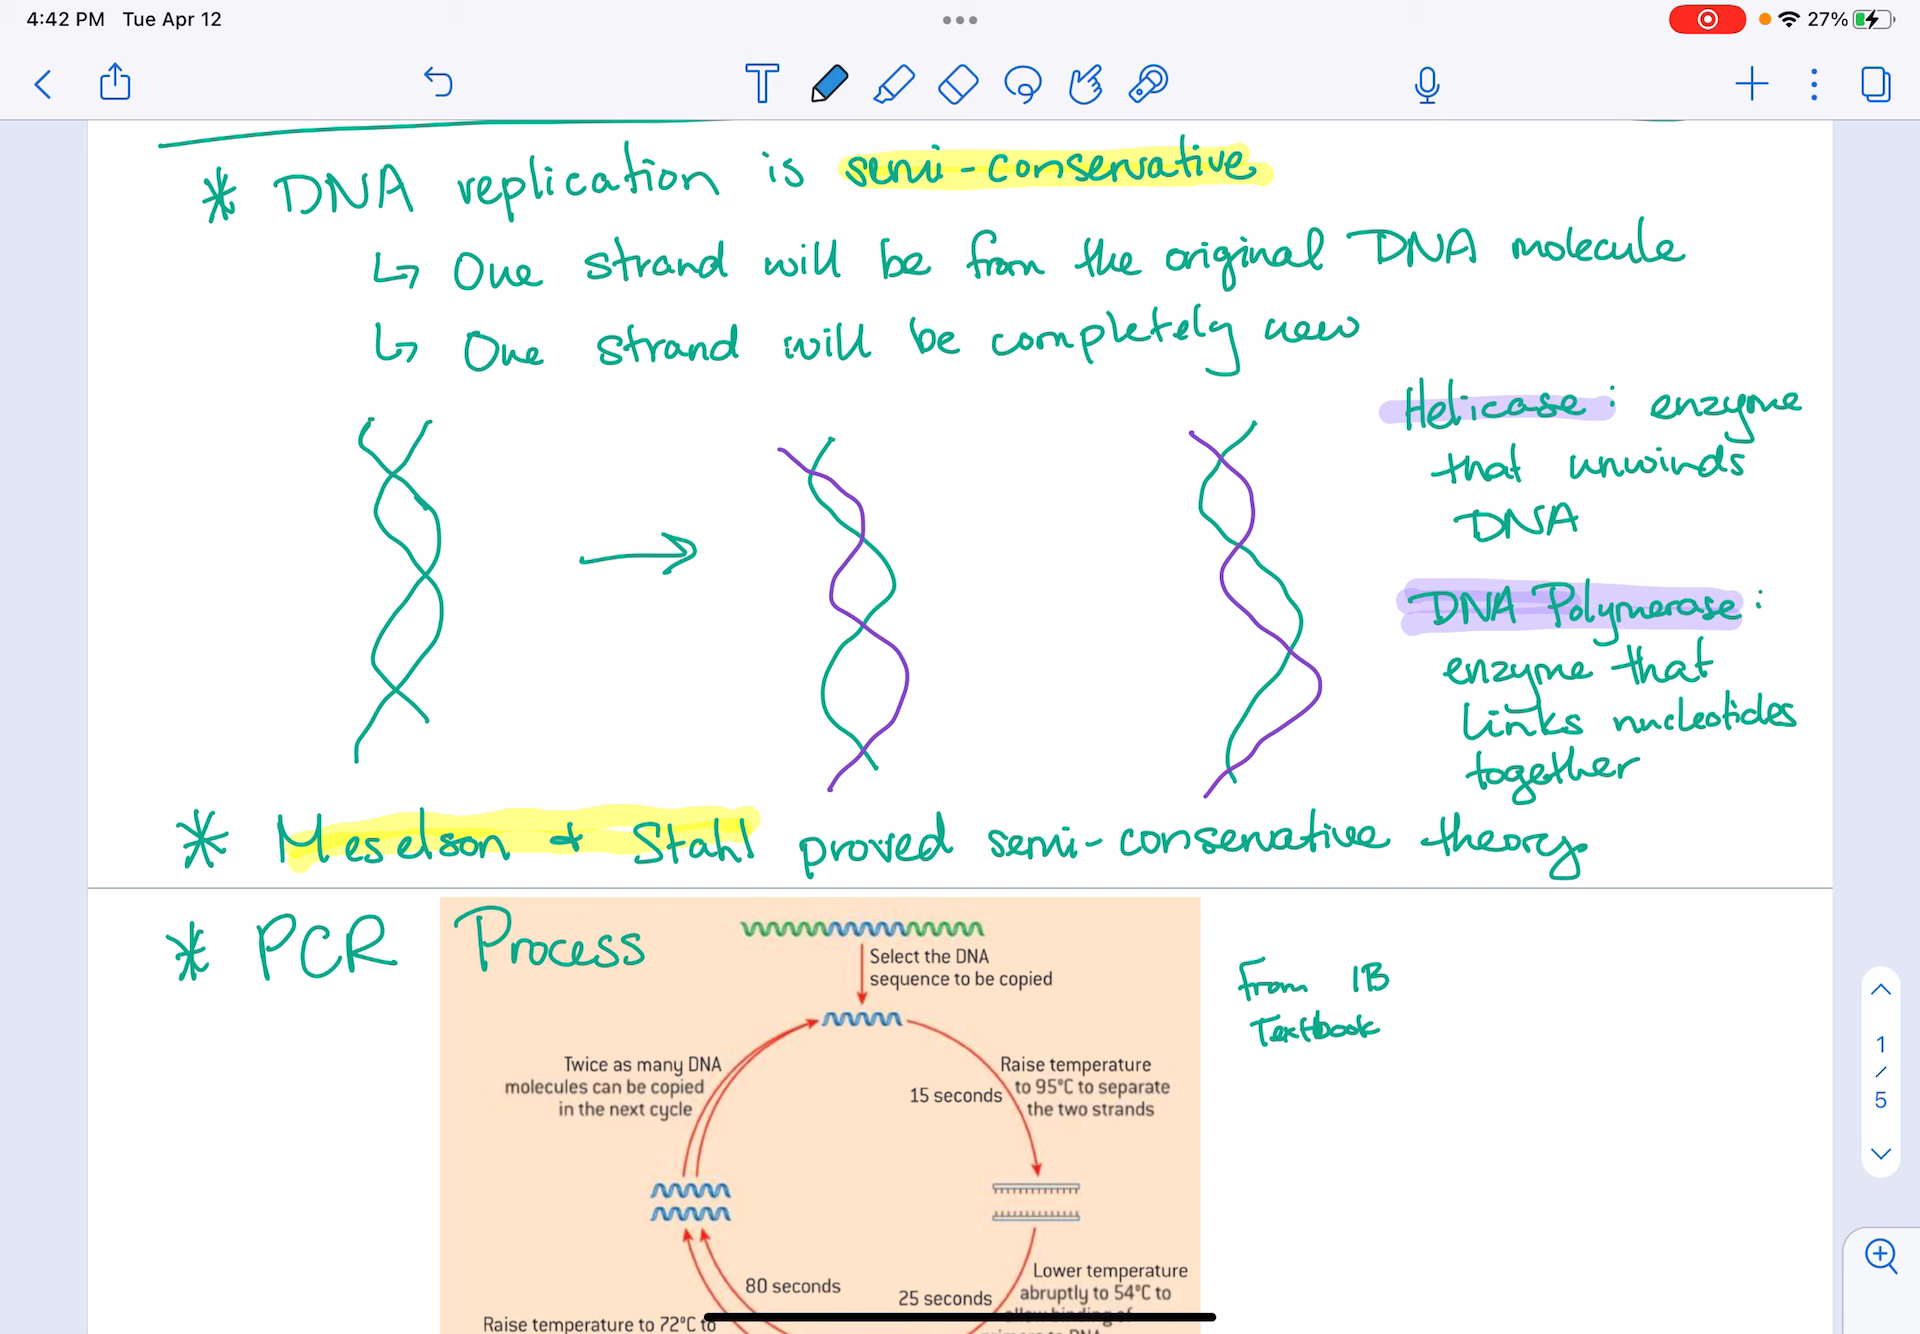 4:42 PM Tue Apr 12
27%
* DNA replication is semi-conservative
↳ One strand will be from the original DNA molecule
↳ One strand will be completely new
Helicase: enzyme
that unwinds
DNA
DNA Polymerase:
enzyme that
links nucleotides
together
* Meselson & Stahl proved semi-conservative theory
* PCR Process
Select the DNA
sequence to be copied
From IB
Textbook
Twice as many DNA
molecules can be copied
in the next cycle
15 seconds
Raise temperature
to 95°C to separate
the two strands
80 seconds
25 seconds
Lower temperature
abruptly to 54°C to
Raise temperature to 72°C to
1
/
5